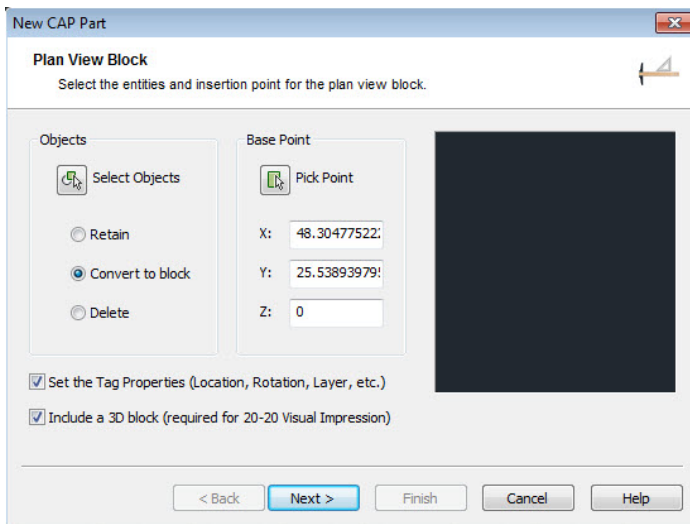 New CAP Part
Plan View Block
Select the entities and insertion point for the plan view block.
Objects
Base Point
Select Objects
Pick Point
Retain
X: 48.304775222
Convert to block
Y: 25.538939795
Delete
Z: 0
Set the Tag Properties (Location, Rotation, Layer, etc.)
Include a 3D block (required for 20-20 Visual Impression)
< Back
Next >
Finish
Cancel
Help